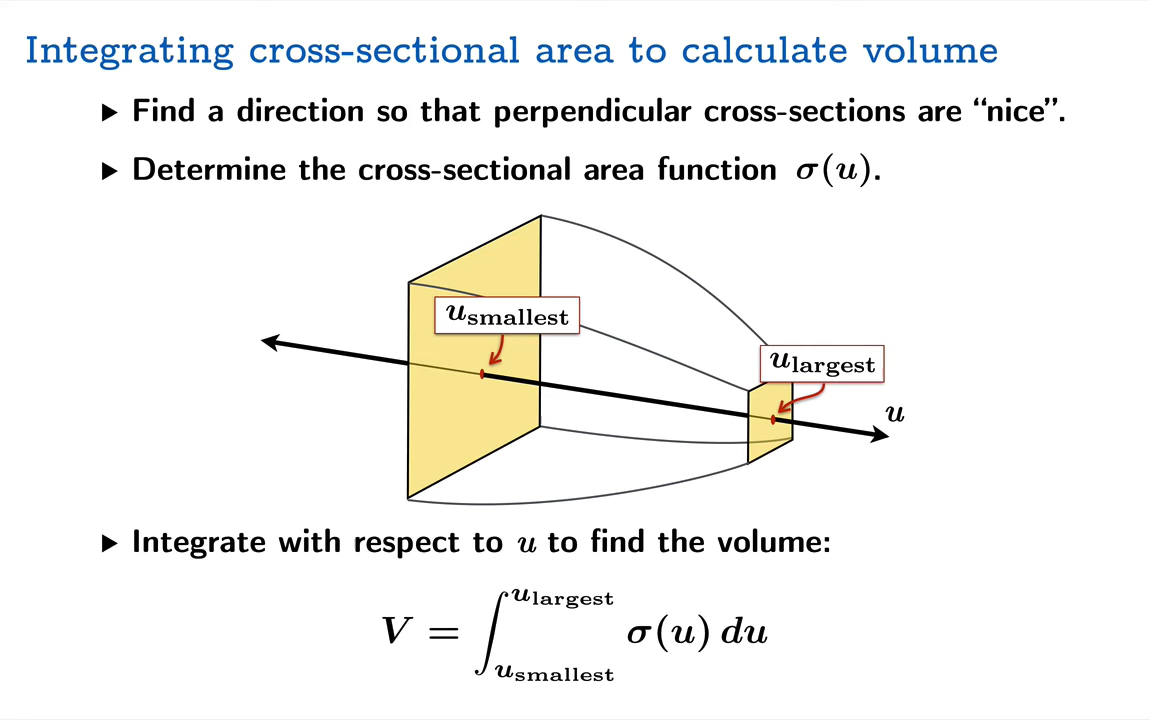 Integrating cross-sectional area to calculate volume
▶ Find a direction so that perpendicular cross-sections are “nice”.
▶ Determine the cross-sectional area function σ(u).
u_smallest
u_largest
u
▶ Integrate with respect to u to find the volume:
V = ∫_{u_smallest}^{u_largest} σ(u) du